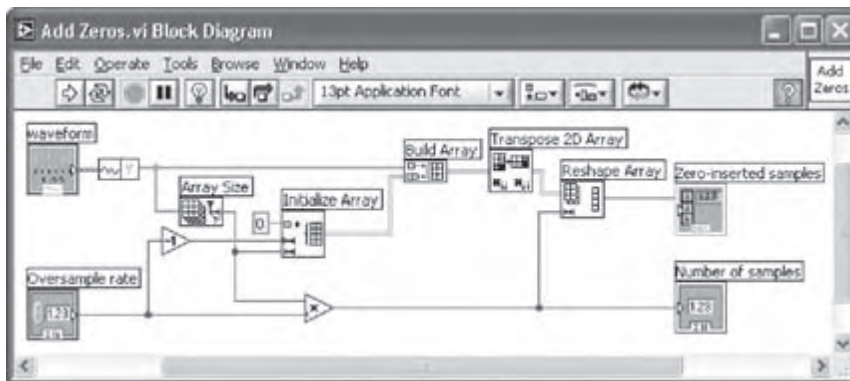 Add Zeros.vi Block Diagram
File Edit Operate Tools Browse Window Help
13pt Application Font
Add
Zeros
waveform
Build Array
Transpose 2D Array
Array Size
Initialize Array
Reshape Array
Zero-inserted samples
0
-1
Oversample rate
Number of samples
1.23
x
1.23